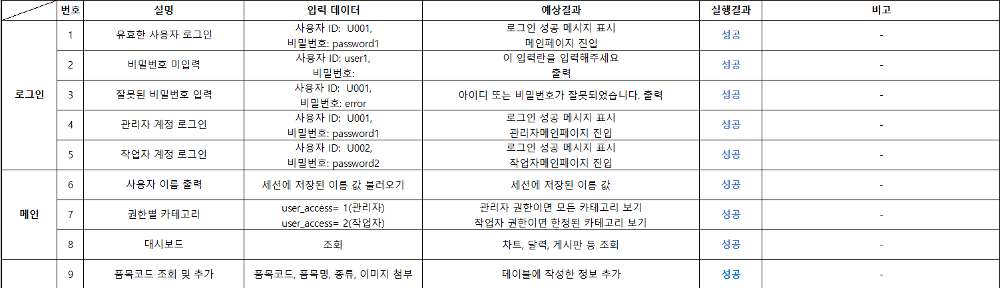 번호 설명 입력 데이터 예상결과 실행결과 비고
로그인
1 유효한 사용자 로그인 사용자 ID: U001, 로그인 성공 메시지 표시 성공 -
비밀번호: password1 메인페이지 진입
2 비밀번호 미입력 사용자 ID: user1, 이 입력란을 입력해주세요 성공 -
비밀번호: 출력
3 잘못된 비밀번호 입력 사용자 ID: U001, 아이디 또는 비밀번호가 잘못되었습니다. 출력 성공 -
비밀번호: error
4 관리자 계정 로그인 사용자 ID: U001, 로그인 성공 메시지 표시 성공 -
비밀번호: password1 관리자메인페이지 진입
5 작업자 계정 로그인 사용자 ID: U002, 로그인 성공 메시지 표시 성공 -
비밀번호: password2 작업자메인페이지 진입
메인
6 사용자 이름 출력 세션에 저장된 이름 값 불러오기 세션에 저장된 이름 값 성공 -
7 권한별 카테고리 user_access= 1(관리자) 관리자 권한이면 모든 카테고리 보기 성공 -
user_access= 2(작업자) 작업자 권한이면 한정된 카테고리 보기
8 대시보드 조회 차트, 달력, 게시판 등 조회 성공 -
9 품목코드 조회 및 추가 품목코드, 품목명, 종류, 이미지 첨부 테이블에 작성한 정보 추가 성공 -